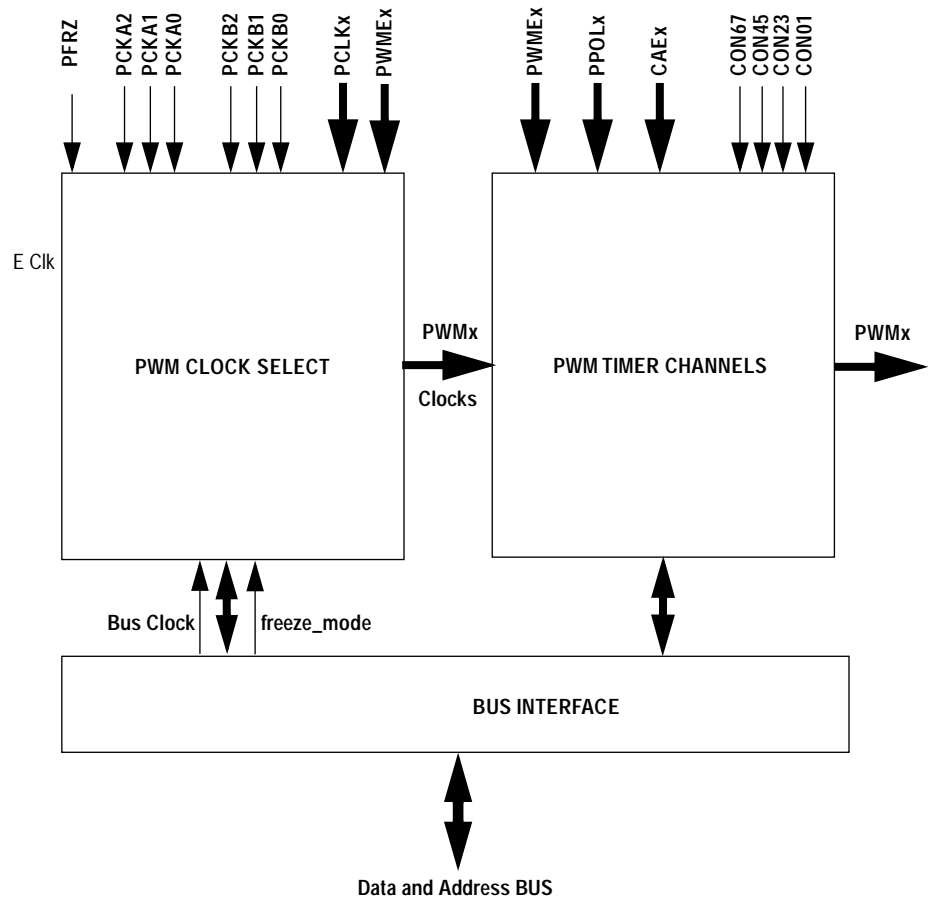 PFRZ
PCKA2
PCKA1
PCKA0
PCKB2
PCKB1
PCKB0
PCLKx
PWMEx
PWMEx
PPOLx
CAEx
CON67
CON45
CON23
CON01
E Clk
PWM CLOCK SELECT
PWMx
Clocks
PWM TIMER CHANNELS
PWMx
Bus Clock
freeze_mode
BUS INTERFACE
Data and Address BUS